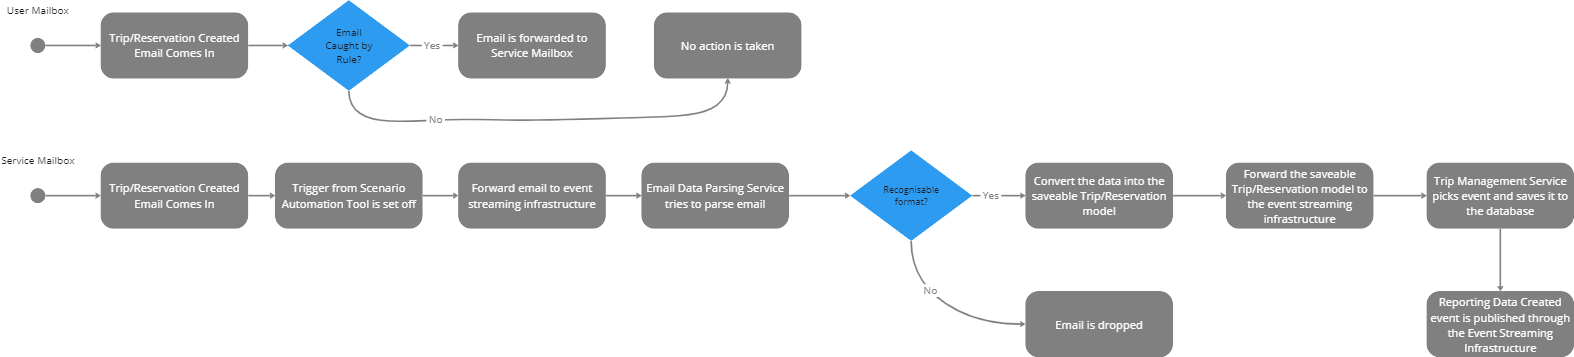 User Mailbox
Trip/Reservation Created
Email Comes In
Email
Caught by
Rule?
Yes
Email is forwarded to
Service Mailbox
No action is taken
No
Service Mailbox
Trip/Reservation Created
Email Comes In
Trigger from Scenario
Automation Tool is set off
Forward email to event
streaming infrastructure
Email Data Parsing Service
tries to parse email
Recognisable
format?
Yes
Convert the data into the
saveable Trip/Reservation
model
Forward the saveable
Trip/Reservation model to
the event streaming
infrastructure
Trip Management Service
picks event and saves it to
the database
No
Email is dropped
Reporting Data Created
event is published through
the Event Streaming
Infrastructure